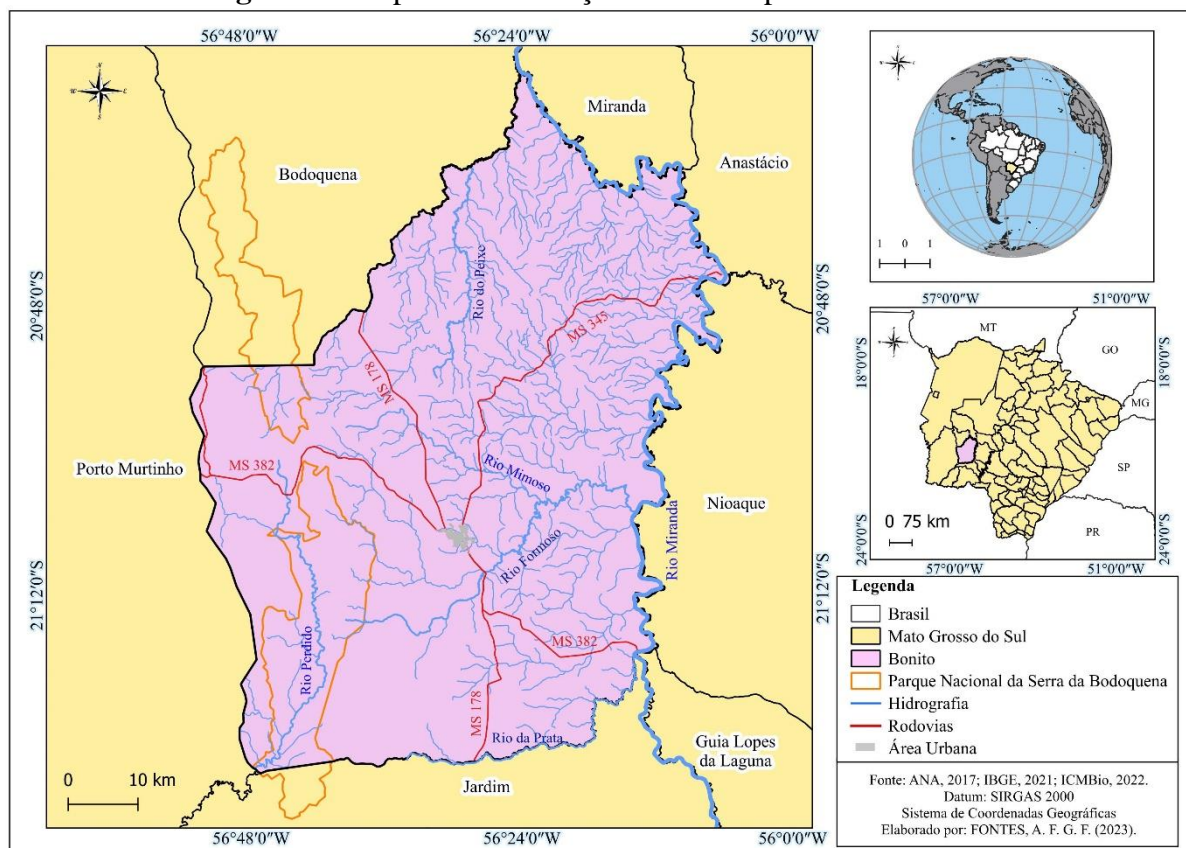 56°48'0"W
56°24'0"W
56°0'0"W
Miranda
Anastácio
Bodoquena
Rio do Peixo
20°48'0"S
20°48'0"S
MS 345
MS 178
Porto Murtinho
MS 382
Rio Mimoso
Nioaque
Rio Formoso
Rio Miranda
21°12'0"S
21°12'0"S
Rio Perdido
MS 382
MS 178
Rio da Prata
Guia Lopes
da Laguna
Jardim
0 10 km
56°48'0"W
56°24'0"W
56°0'0"W
1 0 1
57°0'0"W
51°0'0"W
MT
GO
18°0'0"S
18°0'0"S
MG
SP
0 75 km
PR
24°0'0"S
24°0'0"S
57°0'0"W
51°0'0"W
Legenda
Brasil
Mato Grosso do Sul
Bonito
Parque Nacional da Serra da Bodoquena
Hidrografia
Rodovias
Área Urbana
Fonte: ANA, 2017; IBGE, 2021; ICMBio, 2022.
Datum: SIRGAS 2000
Sistema de Coordenadas Geográficas
Elaborado por: FONTES, A. F. G. F. (2023).